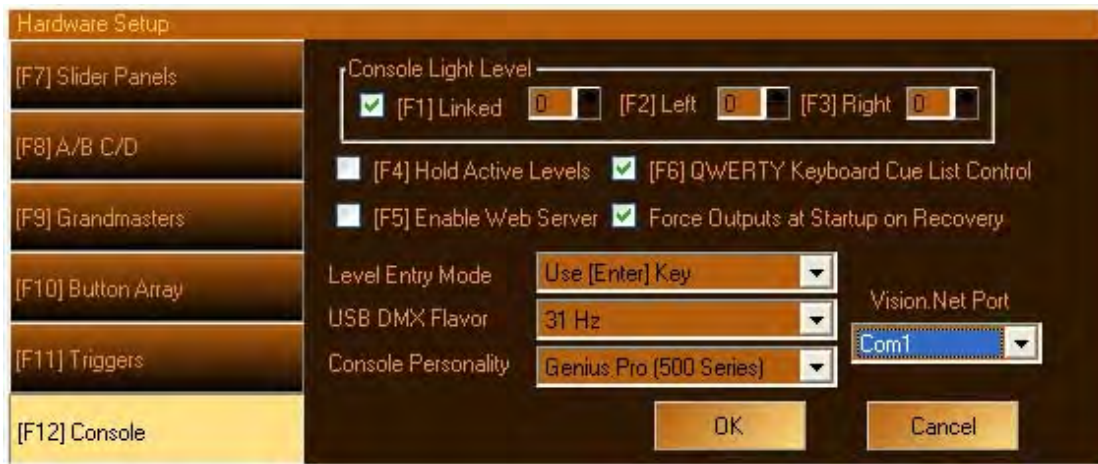 Hardware Setup
[F7] Slider Panels
[F8] A/B C/D
[F9] Grandmasters
[F10] Button Array
[F11] Triggers
[F12] Console
Console Light Level
[F1] Linked 0 [F2] Left 0 [F3] Right 0
[F4] Hold Active Levels [F6] QWERTY Keyboard Cue List Control
[F5] Enable Web Server Force Outputs at Startup on Recovery
Level Entry Mode Use [Enter] Key
USB DMX Flavor 31 Hz
Console Personality Genius Pro (500 Series)
Vision.Net Port
Com1
OK Cancel